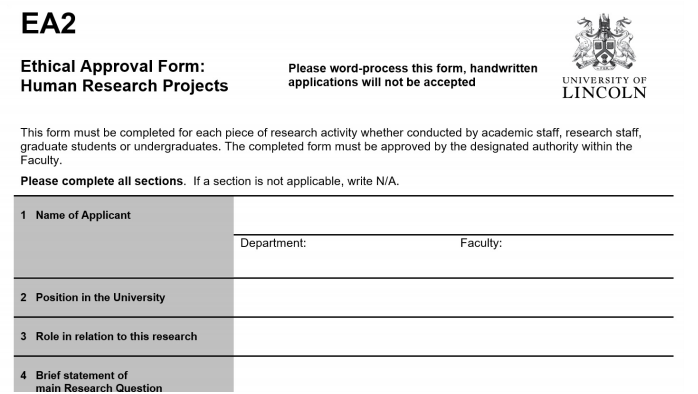 EA2
Ethical Approval Form:
Human Research Projects
Please word-process this form, handwritten
applications will not be accepted
UNIVERSITY OF
LINCOLN
This form must be completed for each piece of research activity whether conducted by academic staff, research staff,
graduate students or undergraduates. The completed form must be approved by the designated authority within the
Faculty.
Please complete all sections. If a section is not applicable, write N/A.
1 Name of Applicant
Department: Faculty:
2 Position in the University
3 Role in relation to this research
4 Brief statement of
main Research Question